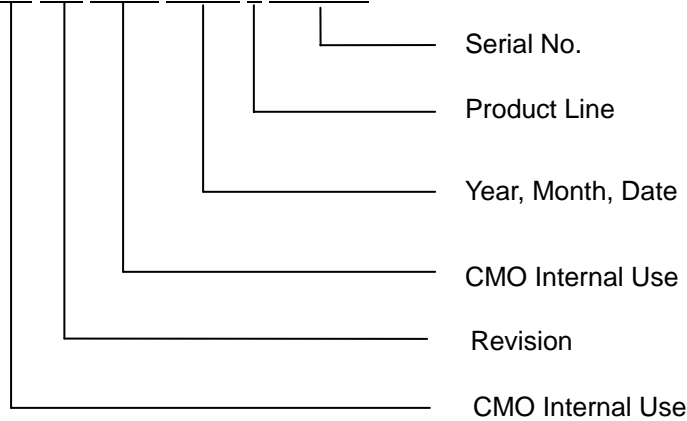 Serial No.
Product Line
Year, Month, Date
CMO Internal Use
Revision
CMO Internal Use